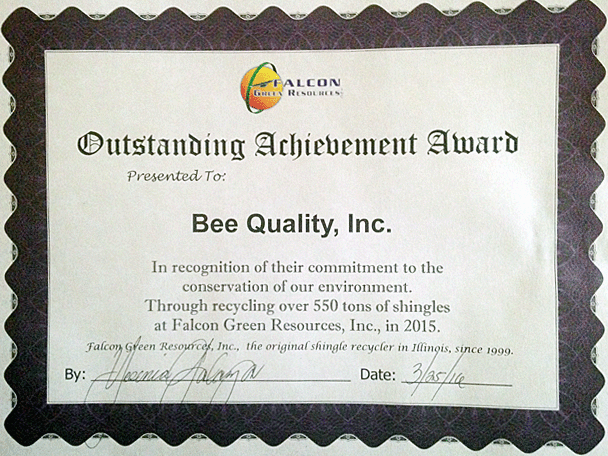 FALCON
GREEN RESOURCES
Outstanding Achievement Award
Presented To:
Bee Quality, Inc.
In recognition of their commitment to the
conservation of our environment.
Through recycling over 550 tons of shingles
at Falcon Green Resources, Inc., in 2015.
Falcon Green Resources, Inc., the original shingle recycler in Illinois, since 1999.
By: Date: 3/25/16